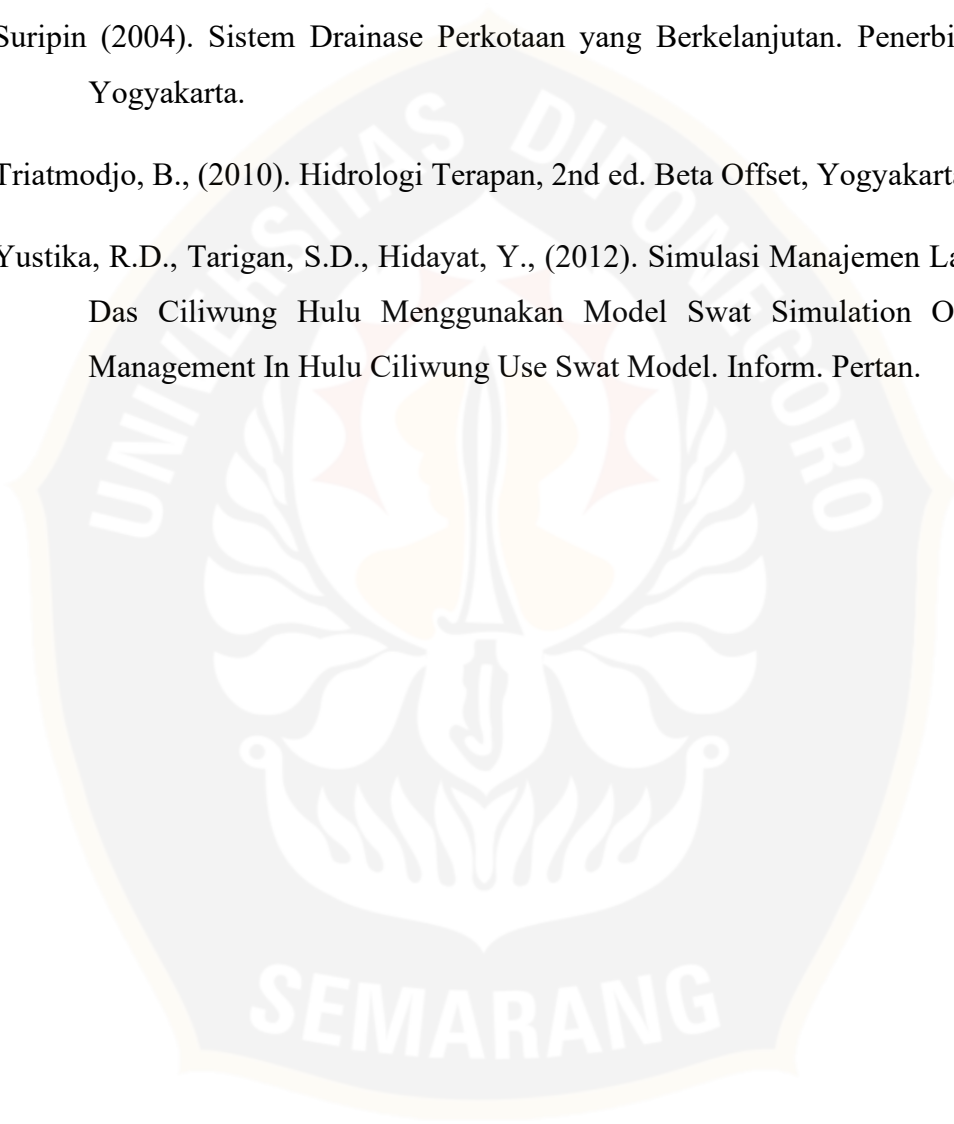 Suripin (2004). Sistem Drainase Perkotaan yang Berkelanjutan.
Yogyakarta.
Triatmodjo, B., (2010). Hidrologi Terapan, 2nd ed. Beta Offset, Yogyakarta
Yustika, R.D., Tarigan, S.D., Hidayat, Y., (2012). Simulasi Manajemen
Das Ciliwung Hulu Menggunakan Model Swat Simulation
Management In Hulu Ciliwung Use Swat Model. Inform. Pertan.
UNIVERSITAS DIPONEGORO
SEMARANG